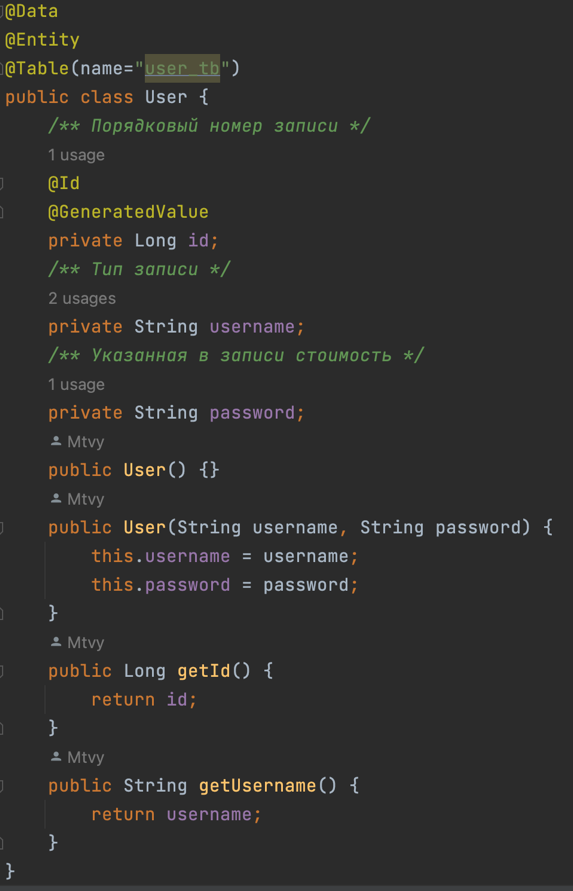 @Data
@Entity
@Table(name="user_tb")
public class User {
/** Порядковый номер записи */
1 usage
@Id
@GeneratedValue
private Long id;
/** Тип записи */
2 usages
private String username;
/** Указанная в записи стоимость */
1 usage
private String password;
Mtvy
public User() {}
Mtvy
public User(String username, String password) {
this.username = username;
this.password = password;
}
Mtvy
public Long getId() {
return id;
}
Mtvy
public String getUsername() {
return username;
}
}